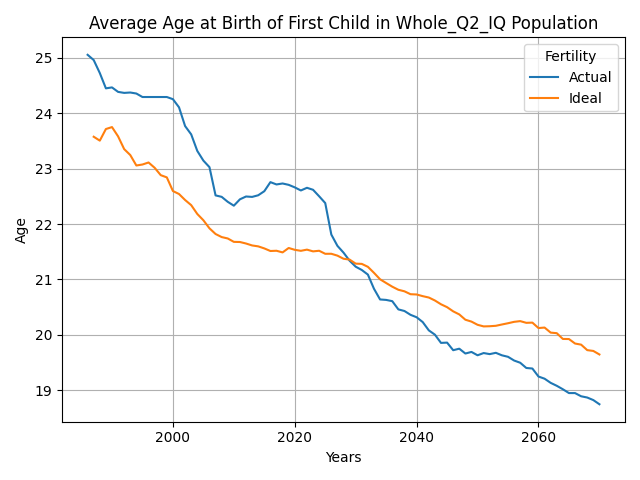 Average Age at Birth of First Child in Whole_Q2_IQ Population
Fertility
Actual
Ideal
25
24
23
22
21
20
19
Age
2000
2020
2040
2060
Years